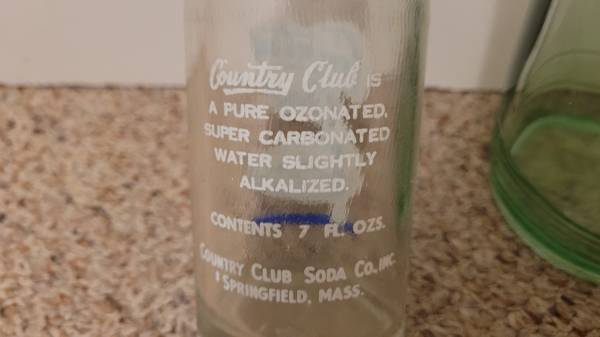 Country Club IS
A PURE OZONATED,
SUPER CARBONATED
WATER SLIGHTLY
ALKALIZED.
CONTENTS 7 FL. OZS.
COUNTRY CLUB SODA CO., INC.
SPRINGFIELD, MASS.